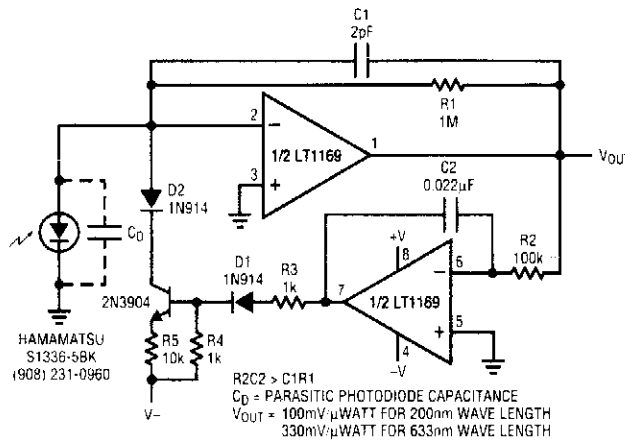 C1
2pF
R1
1M
2
−
1/2 LT1169
1
3
+
VOUT
C2
0.022µF
D2
1N914
CD
+V
8
R2
100k
D1
1N914
R3
1k
7
6
−
1/2 LT1169
+
5
4
−V
2N3904
R5
10k
R4
1k
V−
HAMAMATSU
S1336-5BK
(908) 231-0960
R2C2 > C1R1
CD = PARASITIC PHOTODIODE CAPACITANCE
VOUT = 100mV/µWATT FOR 200nm WAVE LENGTH
330mV/µWATT FOR 633nm WAVE LENGTH